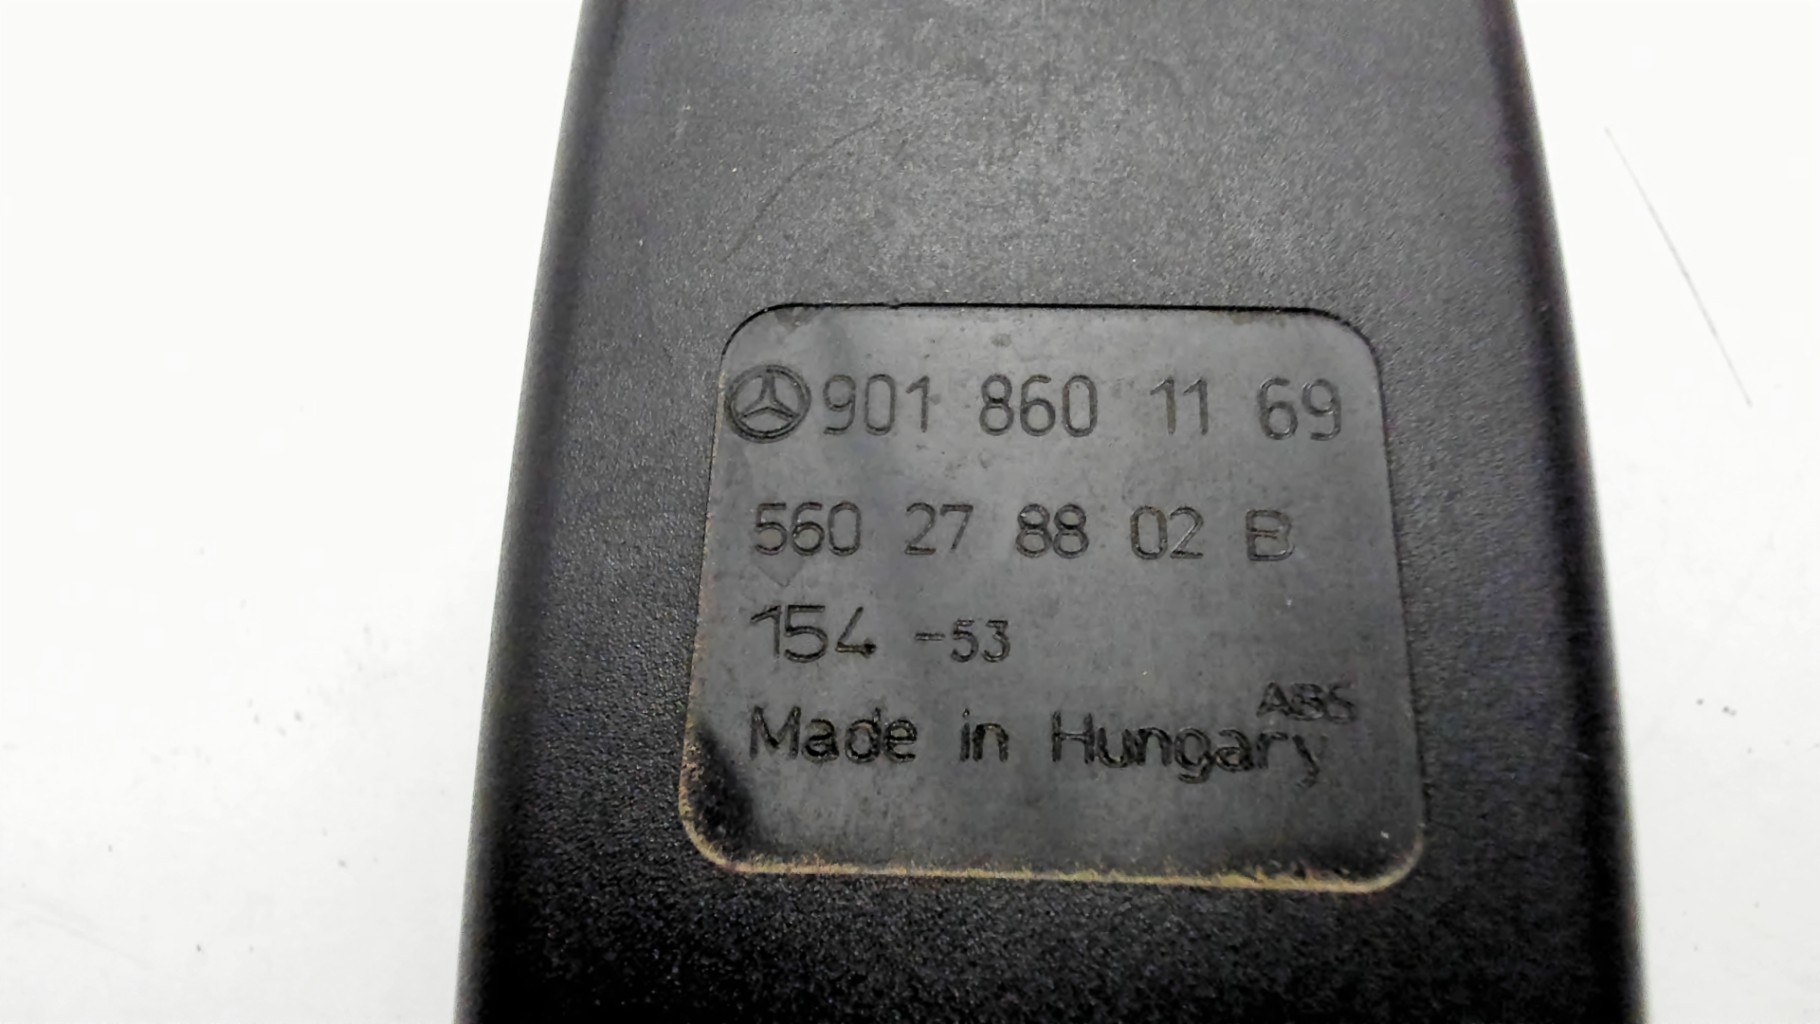 901 860 11 69
560 27 88 02 B
154 -53
ABS
Made in Hungary